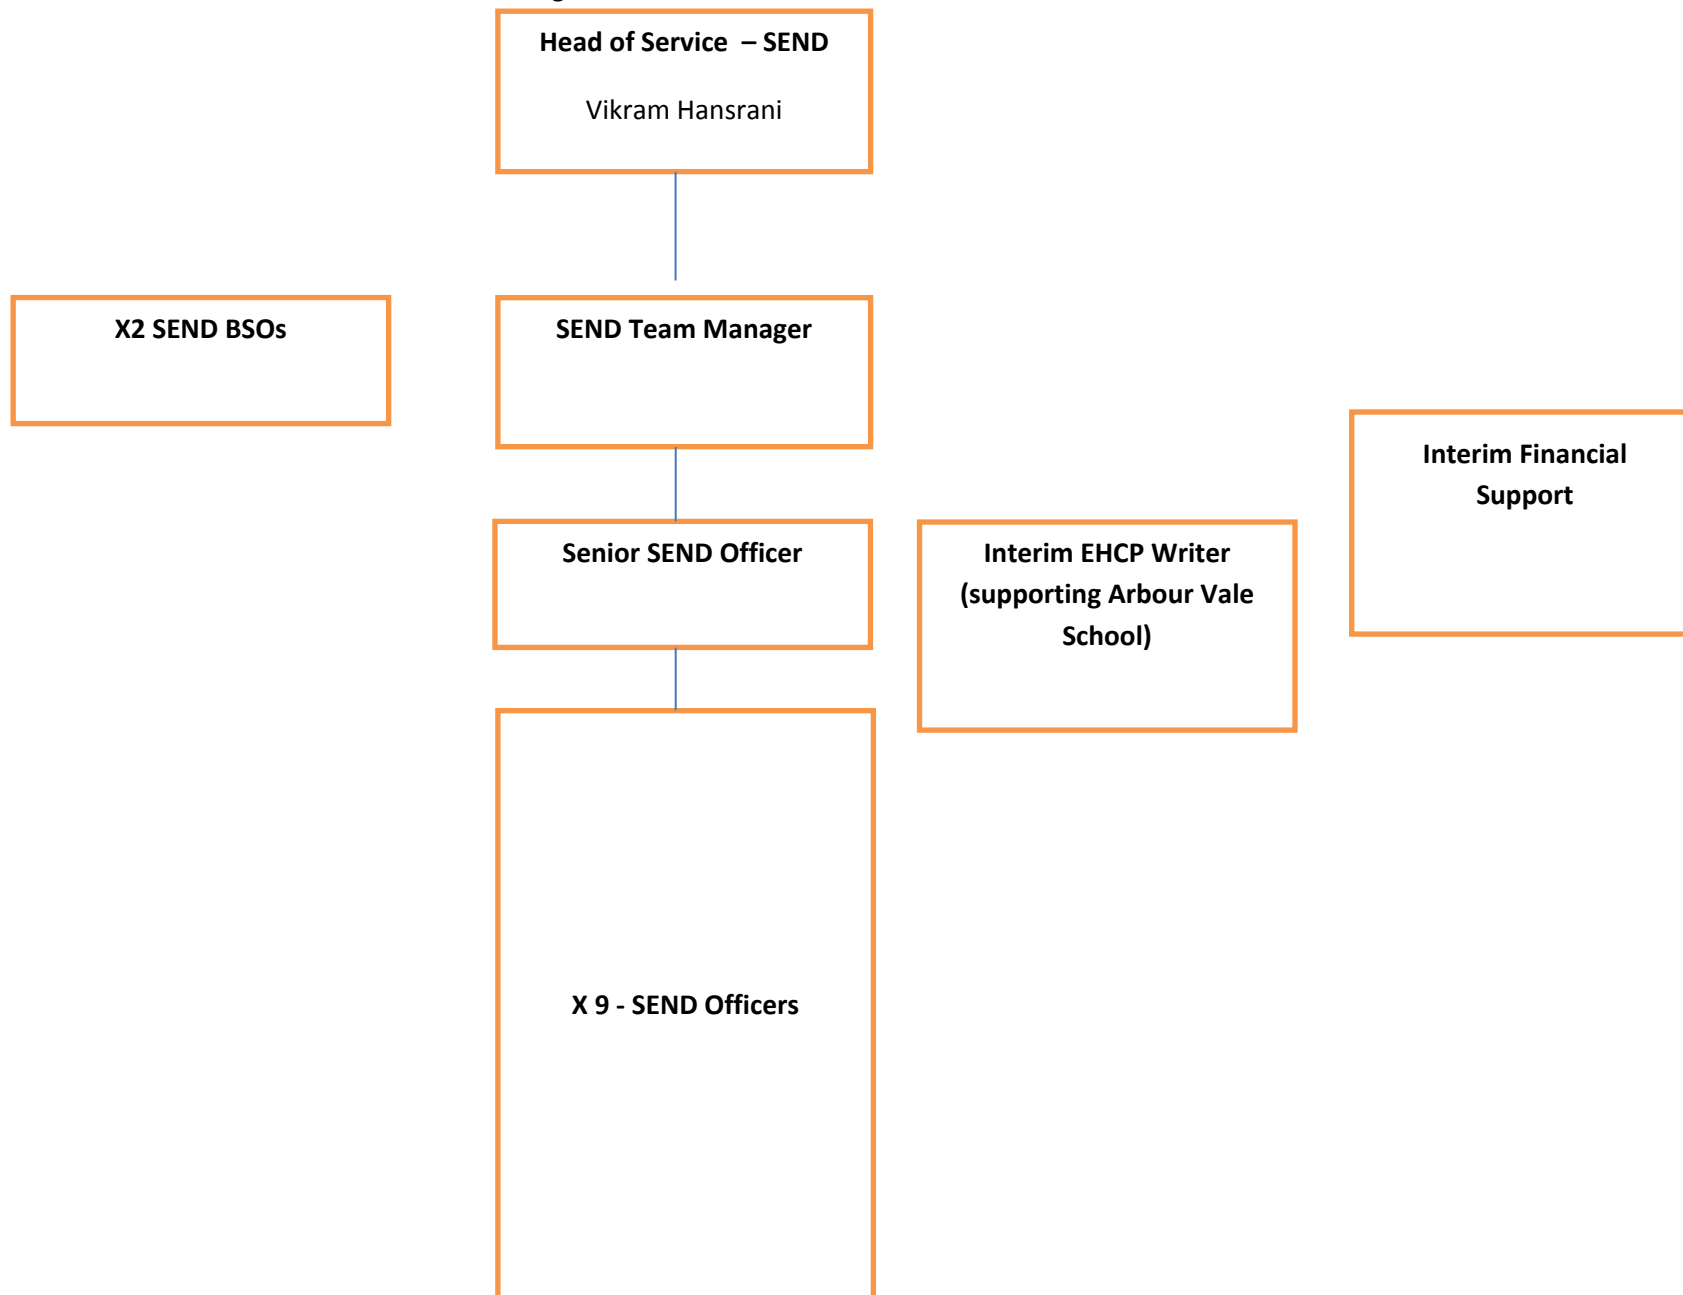 Head of Service – SEND
Vikram Hansrani
X2 SEND BSOs
SEND Team Manager
Interim Financial
Support
Senior SEND Officer
Interim EHCP Writer
(supporting Arbour Vale
School)
X 9 - SEND Officers